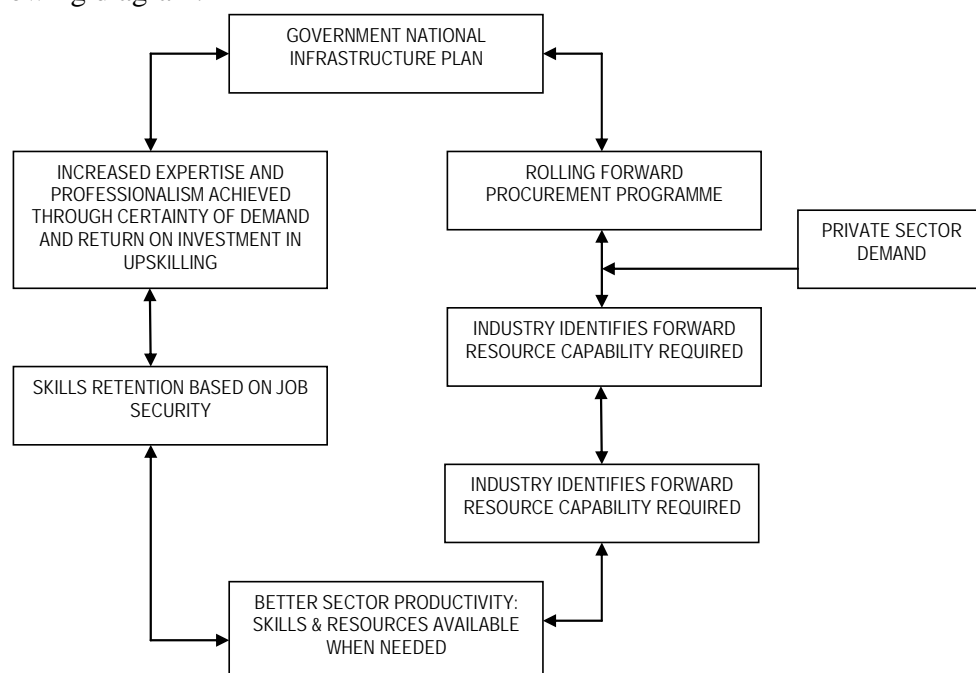 owing diagram:
GOVERNMENT NATIONAL
INFRASTRUCTURE PLAN
INCREASED EXPERTISE AND
PROFESSIONALISM ACHIEVED
THROUGH CERTAINTY OF DEMAND
AND RETURN ON INVESTMENT IN
UPSKILLING
ROLLING FORWARD
PROCUREMENT PROGRAMME
PRIVATE SECTOR
DEMAND
INDUSTRY IDENTIFIES FORWARD
RESOURCE CAPABILITY REQUIRED
SKILLS RETENTION BASED ON JOB
SECURITY
INDUSTRY IDENTIFIES FORWARD
RESOURCE CAPABILITY REQUIRED
BETTER SECTOR PRODUCTIVITY:
SKILLS & RESOURCES AVAILABLE
WHEN NEEDED